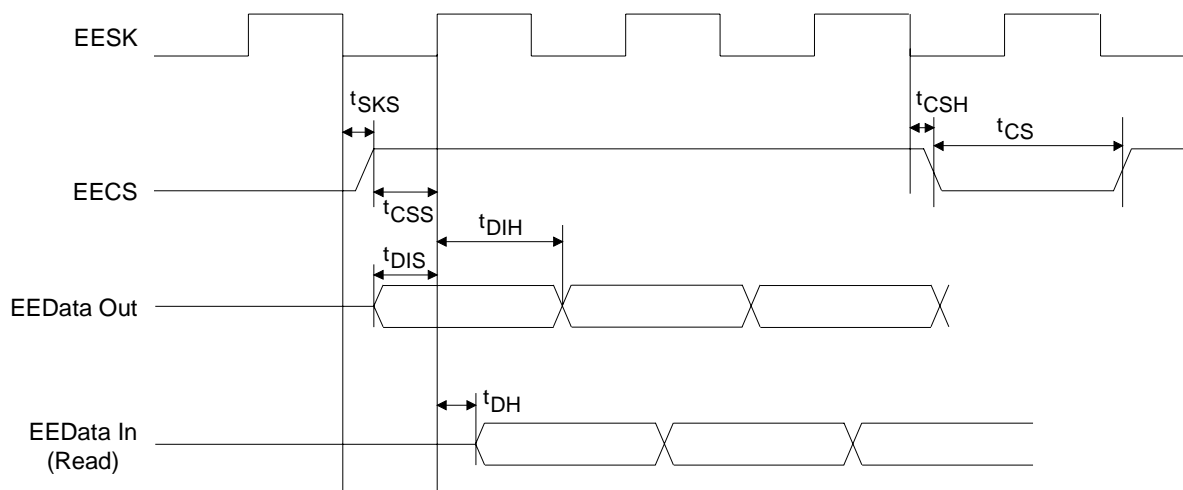 EESK
tSKS
tCSH
tCS
EECS
tCSS
tDIH
tDIS
EEData Out
tDH
EEData In
(Read)